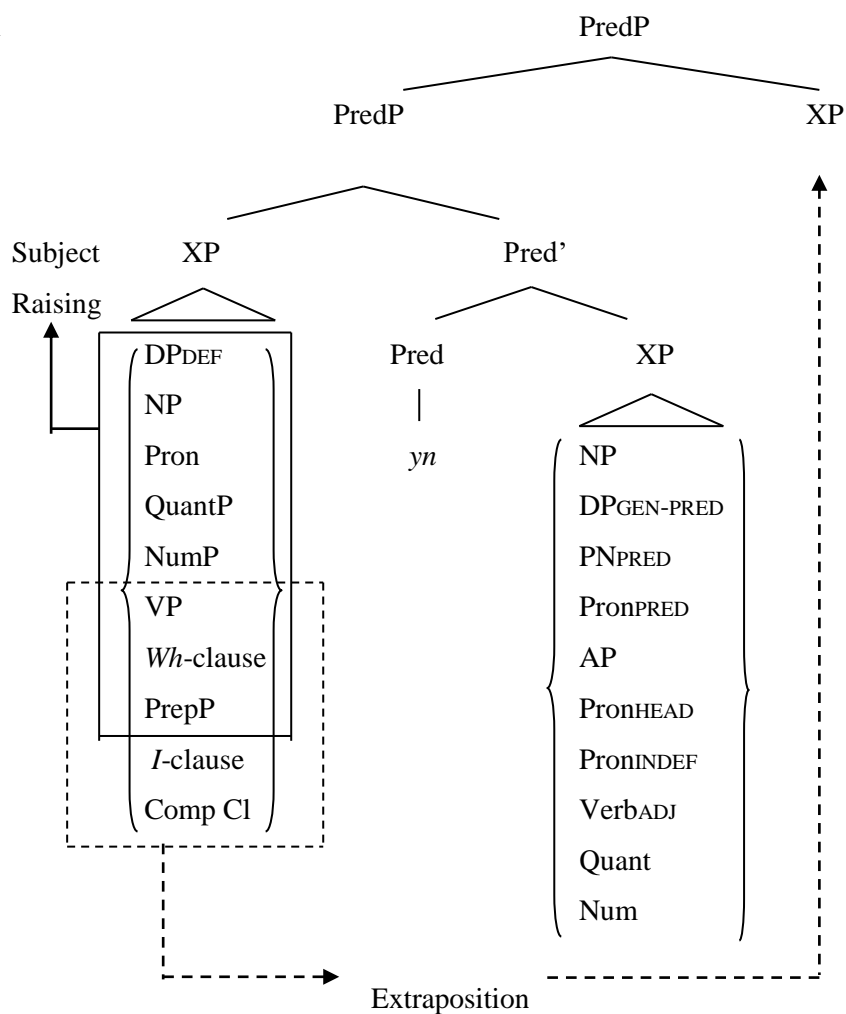 PredP
PredP XP
Subject XP Pred’
Raising
DPDEF Pred XP
NP
Pron yn NP
QuantP DPGEN-PRED
NumP PNPRED
VP PronPRED
Wh-clause AP
PrepP PronHEAD
I-clause PronINDEF
Comp Cl VerbADJ
Quant
Num
Extraposition